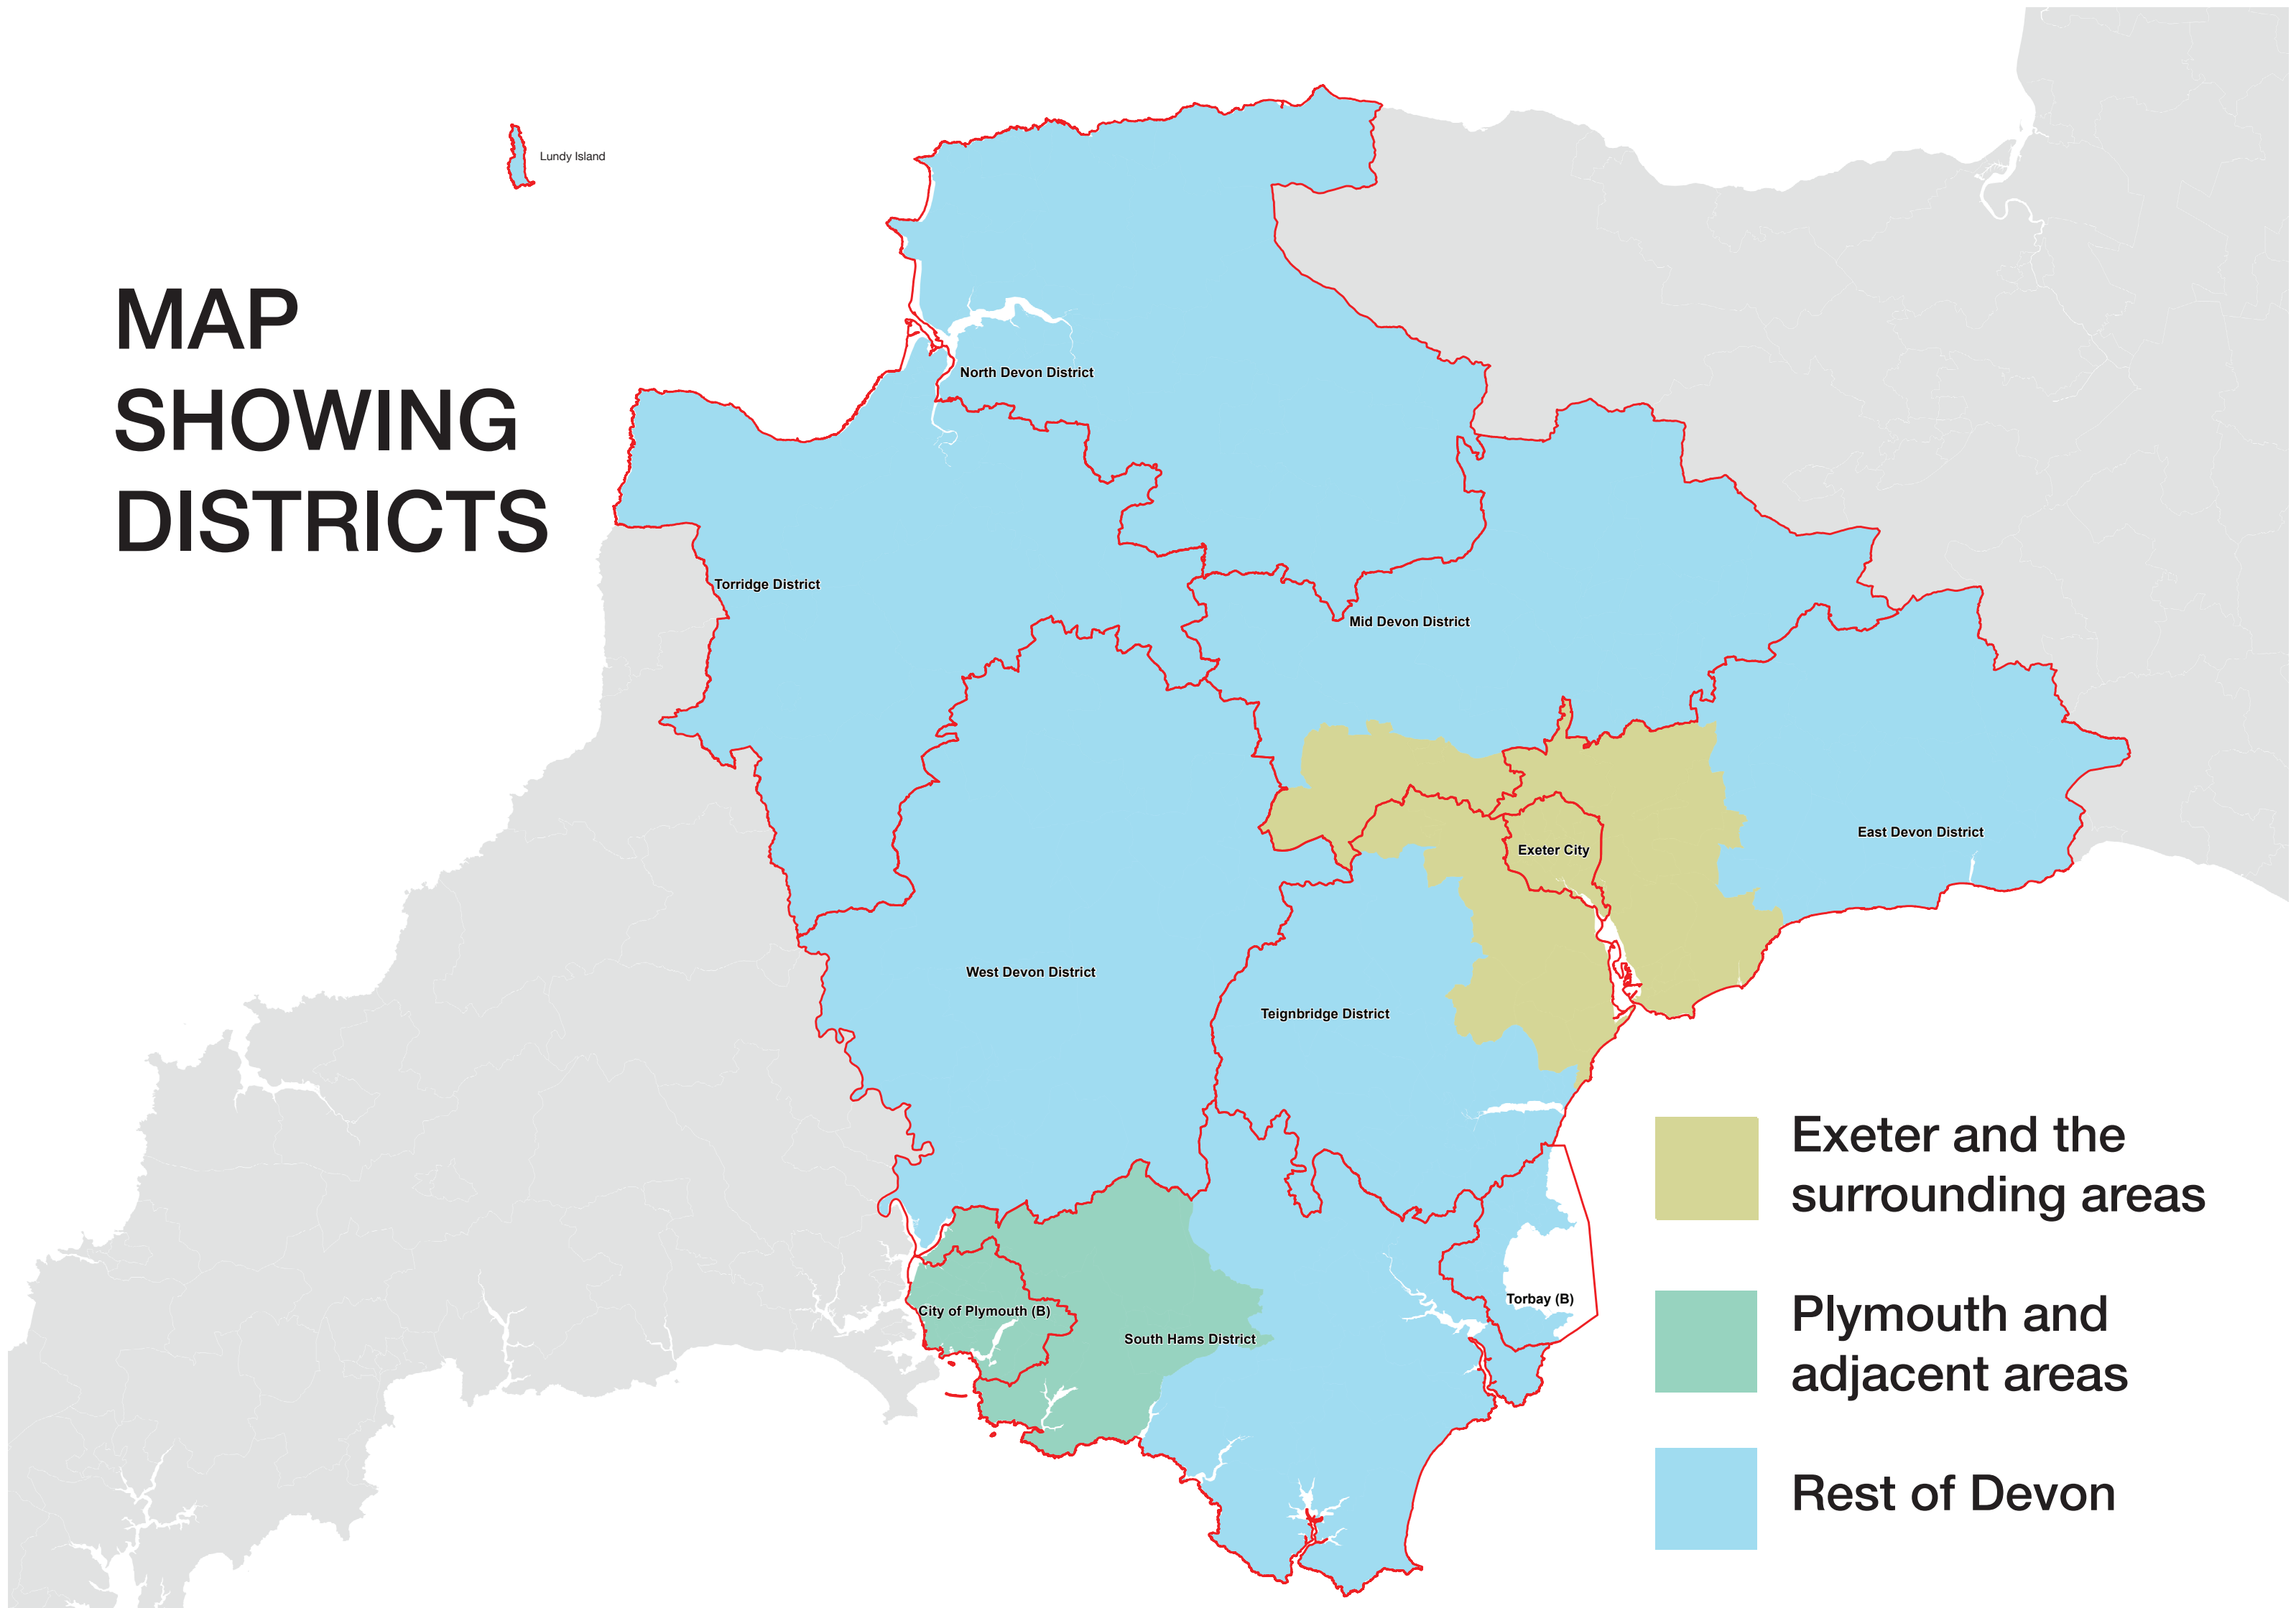 Lundy Island
MAP
SHOWING
DISTRICTS
North Devon District
Torridge District
Mid Devon District
East Devon District
Exeter City
West Devon District
Teignbridge District
Torbay (B)
City of Plymouth (B)
South Hams District
Exeter and the
surrounding areas
Plymouth and
adjacent areas
Rest of Devon